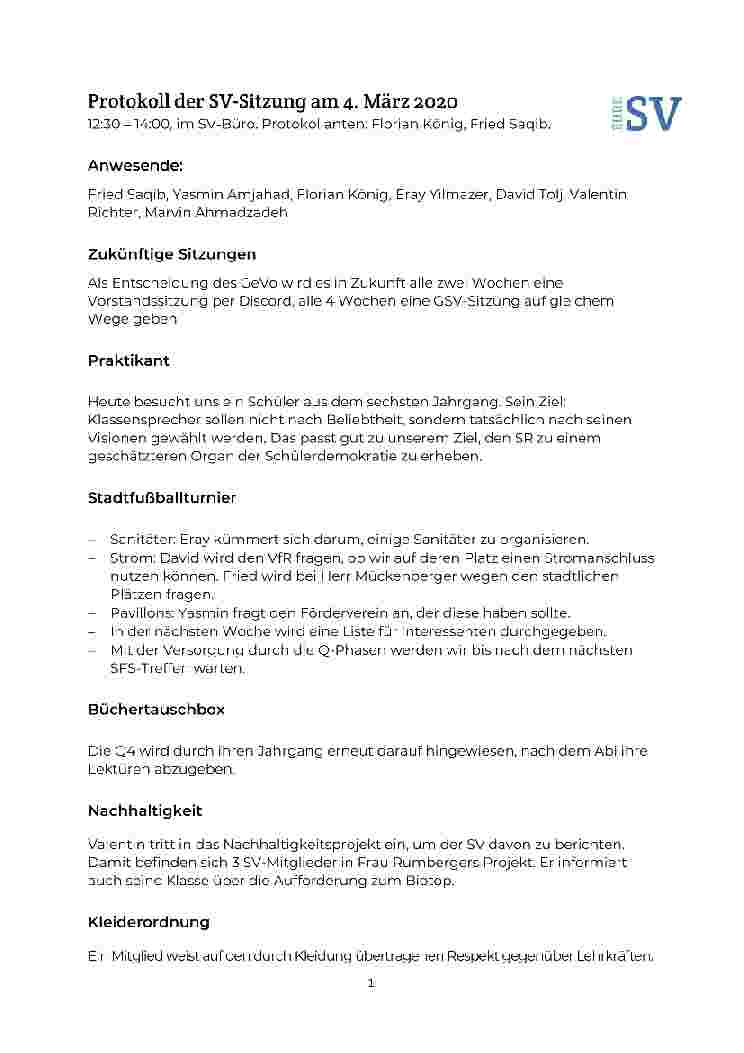 Protokoll der SV-Sitzung am 4. März 2020
12:30 – 14:00, im SV-Büro. Protokollanten: Florian König, Fried Saqib.
SV
Anwesende:
Fried Saqib, Yasmin Amjahad, Florian König, Eray Yilmazer, David Tolj, Valentin
Richter, Marvin Ahmadzadeh
Zukünftige Sitzungen
Als Entscheidung des GeVo wird es in Zukunft alle zwei Wochen eine
Vorstandssitzung per Discord, alle 4 Wochen eine GSV-Sitzung auf gleichem
Wege geben
Praktikant
Heute besucht uns ein Schüler aus dem sechsten Jahrgang. Sein Ziel:
Klassensprecher sollen nicht nach Beliebtheit, sondern tatsächlich nach seinen
Visionen gewählt werden. Das passt gut zu unserem Ziel, den SR zu einem
geschätzteren Organ der Schülerdemokratie zu erheben.
Stadtfußballturnier
– Sanitäter: Eray kümmert sich darum, einige Sanitäter zu organisieren.
– Strom: David wird den VfR fragen, ob wir auf deren Platz einen Stromanschluss
nutzen können. Fried wird bei Herr Mückenberger wegen den städtlichen
Plätzen fragen.
– Pavillons: Yasmin fragt den Förderverein an, der diese haben sollte.
– In der nächsten Woche wird eine Liste für Interessenten durchgegeben.
– Mit der Versorgung durch die Q-Phasen werden wir bis nach dem nächsten
SFS-Treffen warten.
Büchertauschbox
Die Q4 wird durch ihren Jahrgang erneut darauf hingewiesen, nach dem Abi ihre
Lektüren abzugeben.
Nachhaltigkeit
Valentin tritt in das Nachhaltigkeitsprojekt ein, um der SV davon zu berichten.
Damit befinden sich 3 SV-Mitglieder in Frau Rumbergers Projekt. Er informiert
auch seine Klasse über die Aufforderung zum Biotop.
Kleiderordnung
Ein Mitglied weist auf den durch Kleidung übertragenen Respekt gegenüber Lehrkräften.
1